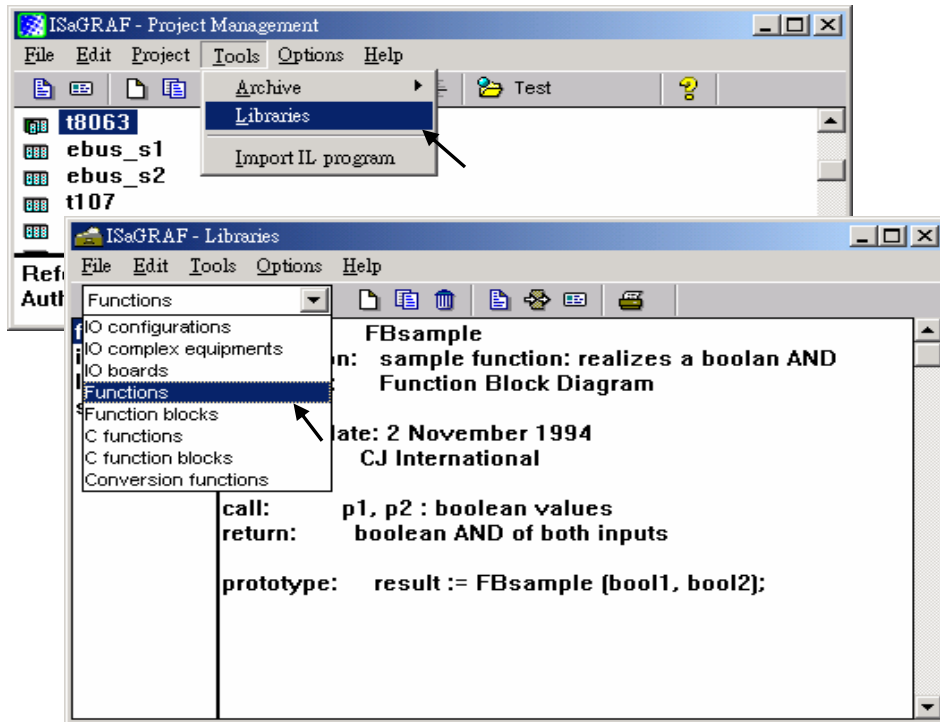 ISaGRAF - Project Management
File Edit Project Tools Options Help
Test
Archive
Libraries
Import IL program
t8063
ebus_s1
ebus_s2
t107
Ref
Auth
ISaGRAF - Libraries
File Edit Tools Options Help
Functions
IO configurations
IO complex equipments
IO boards
Functions
Function blocks
C functions
C function blocks
Conversion functions
FBsample
n: sample function: realizes a boolan AND
: Function Block Diagram
date: 2 November 1994
CJ International
call: p1, p2 : boolean values
return: boolean AND of both inputs
prototype: result := FBsample (bool1, bool2);